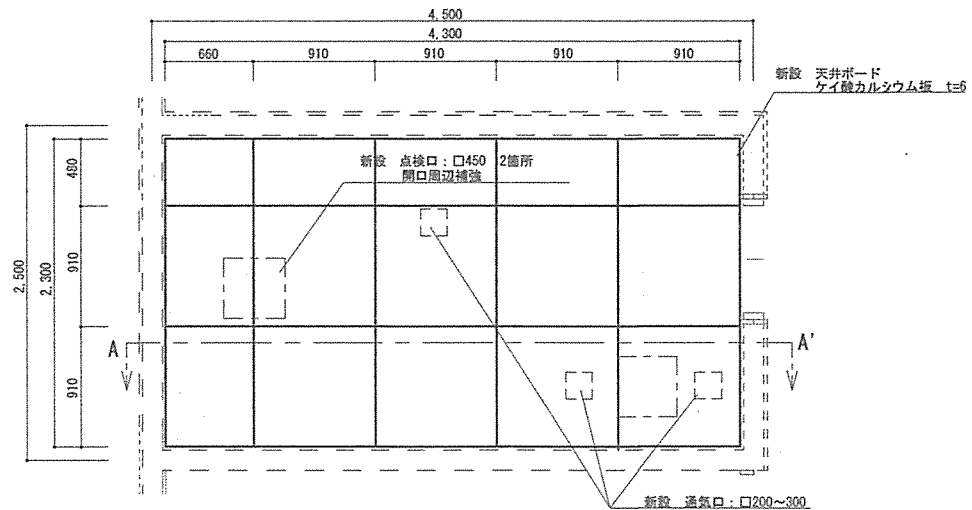 4,500
4,300
660 910 910 910 910
新設 天井ボード
ケイ酸カルシウム板 t=6
新設 点検口：□450 2箇所
開口周辺補強
2,500
2,300
480
910
910
A
A'
新設 通気口：□200〜300